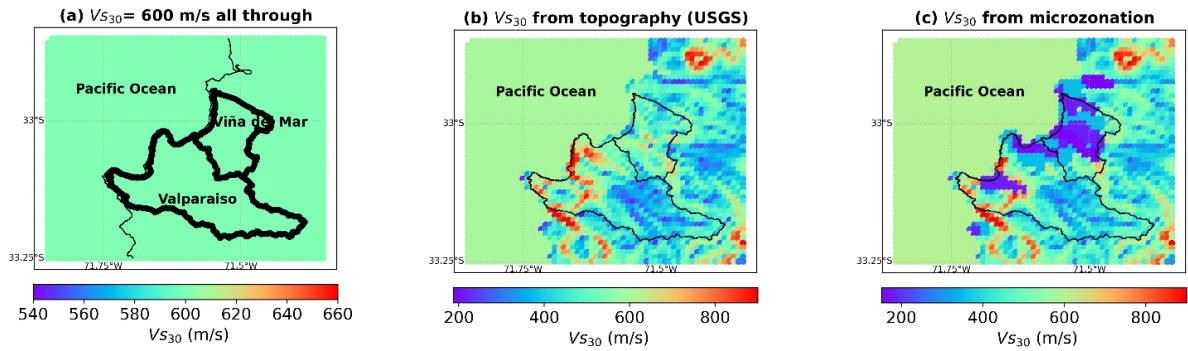 (a) Vs30= 600 m/s all through
Pacific Ocean
Viña del Mar
33°S
Valparaiso
33.25°S
71.75°W 71.5°W
540 560 580 600 620 640 660
Vs30 (m/s)
(b) Vs30 from topography (USGS)
Pacific Ocean
33°S
33.25°S
71.75°W 71.5°W
200 400 600 800
Vs30 (m/s)
(c) Vs30 from microzonation
Pacific Ocean
33°S
33.25°S
71.75°W 71.5°W
200 400 600 800
Vs30 (m/s)